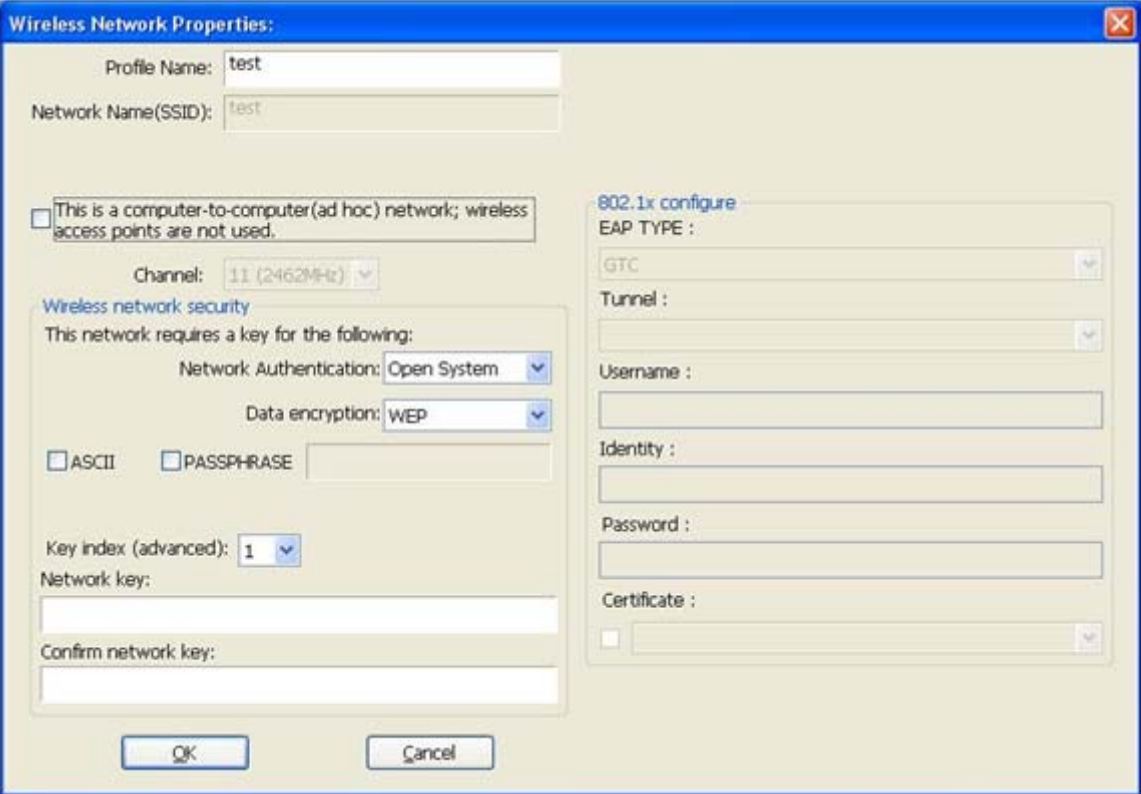 Wireless Network Properties:
Profile Name: test
Network Name(SSID): test
This is a computer-to-computer(ad hoc) network; wireless
access points are not used.
Channel: 11 (2462MHz)
Wireless network security
This network requires a key for the following:
Network Authentication: Open System
Data encryption: WEP
ASCII PASSPHRASE
Key index (advanced): 1
Network key:
Confirm network key:
OK Cancel
802.1x configure
EAP TYPE :
GTC
Tunnel :
Username :
Identity :
Password :
Certificate :